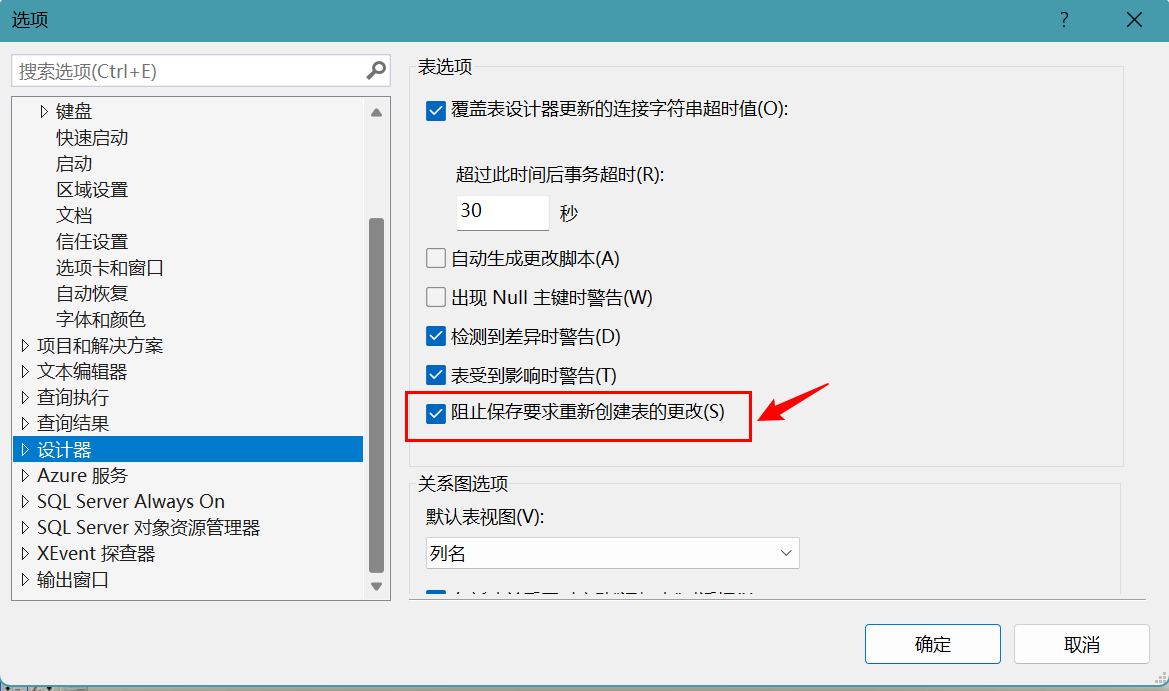 选项
搜索选项(Ctrl+E)
键盘
快速启动
启动
区域设置
文档
信任设置
选项卡和窗口
自动恢复
字体和颜色
项目和解决方案
文本编辑器
查询执行
查询结果
设计器
Azure 服务
SQL Server Always On
SQL Server 对象资源管理器
XEvent 探查器
输出窗口
表选项
覆盖表设计器更新的连接字符串超时值(O):
超过此时间后事务超时(R):
30 秒
自动生成更改脚本(A)
出现 Null 主键时警告(W)
检测到差异时警告(D)
表受到影响时警告(T)
阻止保存要求重新创建表的更改(S)
关系图选项
默认表视图(V):
列名
确定
取消